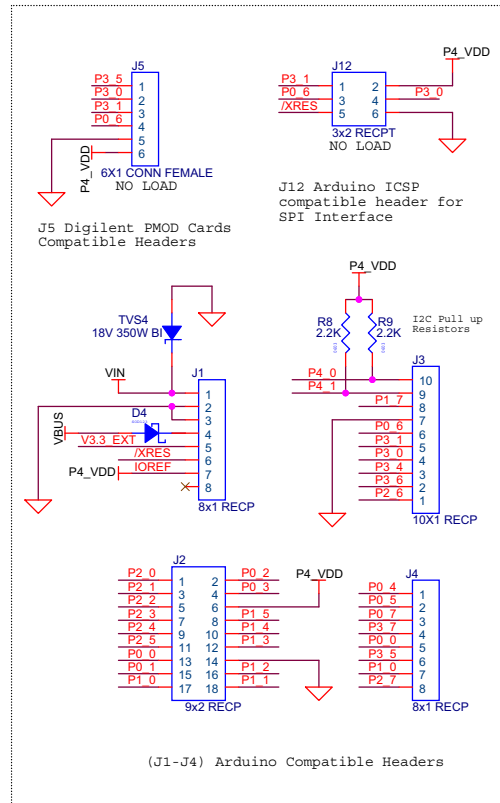 J5
P3_5 1
P3_0 2
P3_1 3
P0_6 4
5
6
P4_VDD
6X1 CONN FEMALE
NO LOAD
J5 Digilent PMOD Cards
Compatible Headers
P4_VDD
J12
P3_1 1 2
P0_6 3 4 P3_0
/XRES 5 6
3x2 RECPT
NO LOAD
J12 Arduino ICSP
compatible header for
SPI Interface
TVS4
18V 350W BI
VIN
J1
1
2
3
VBUS D4 4
V3.3_EXT 5
/XRES 6
P4_VDD IOREF 7
8
8x1 RECP
P4_VDD
R8
2.2K
R9
2.2K
I2C Pull up
Resistors
J3
P4_0 10
P4_1 9
P1_7 8
7
P0_6 6
P3_1 5
P3_0 4
P3_4 3
P3_6 2
P2_6 1
10X1 RECP
J2
P4_VDD
P2_0 1 2 P0_2
P2_1 3 4 P0_3
P2_2 5 6
P2_3 7 8 P1_5
P2_4 9 10 P1_4
P2_5 11 12 P1_3
P0_0 13 14
P0_1 15 16 P1_2
P1_0 17 18 P1_1
9x2 RECP
J4
P0_4 1
P0_5 2
P0_7 3
P3_7 4
P0_0 5
P3_5 6
P1_0 7
P2_7 8
8x1 RECP
(J1-J4) Arduino Compatible Headers